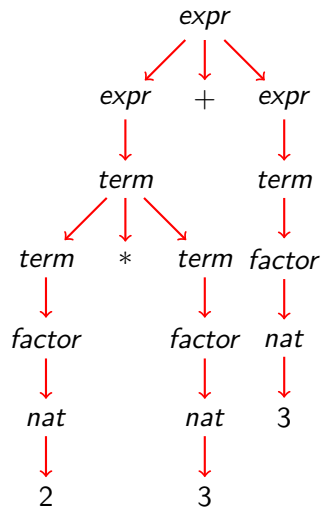 expr
expr + expr
term term
term * term factor
factor factor nat
nat nat 3
2 3